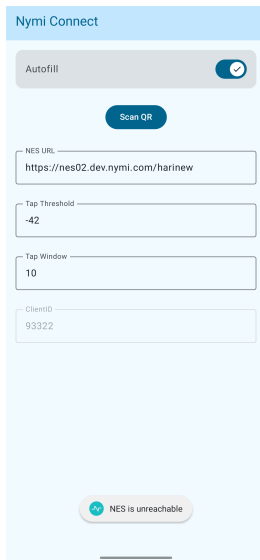 Nymi Connect
Autofill
Scan QR
NES URL
https://nes02.dev.nymi.com/harinew
Tap Threshold
-42
Tap Window
10
ClientID
93322
NES is unreachable